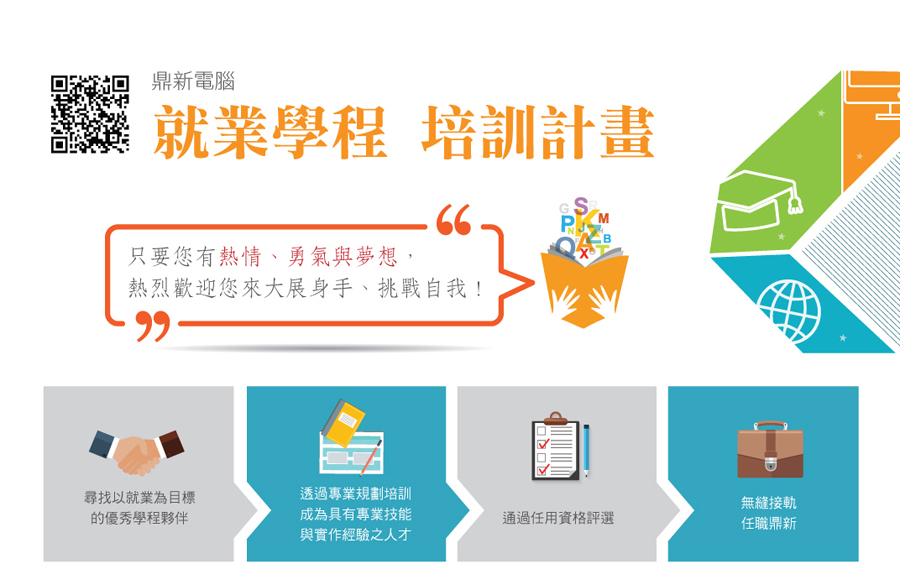 鼎新電腦
就業學程 培訓計畫
只要您有熱情、勇氣與夢想，
熱烈歡迎您來大展身手、挑戰自我！
尋找以就業為目標
的優秀學程夥伴
透過專業規劃培訓
成為具有專業技能
與實作經驗之人才
通過任用資格評選
無縫接軌
任職鼎新